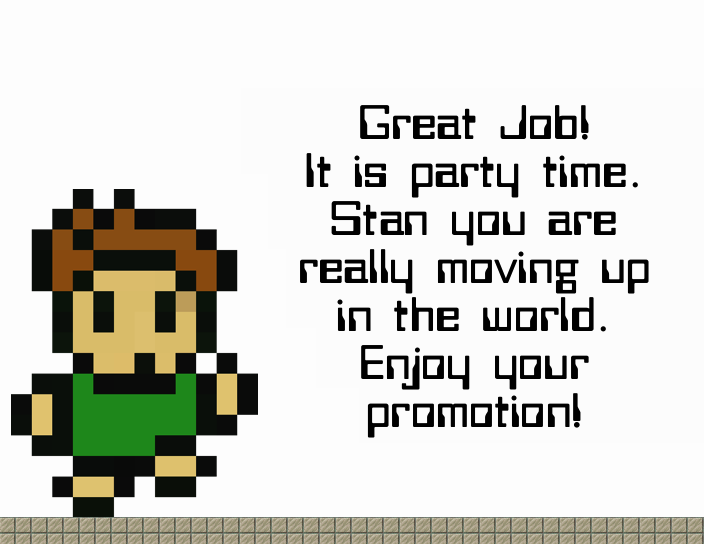 Great Job!
It is party time.
Stan you are
really moving up
in the world.
Enjoy your
promotion!